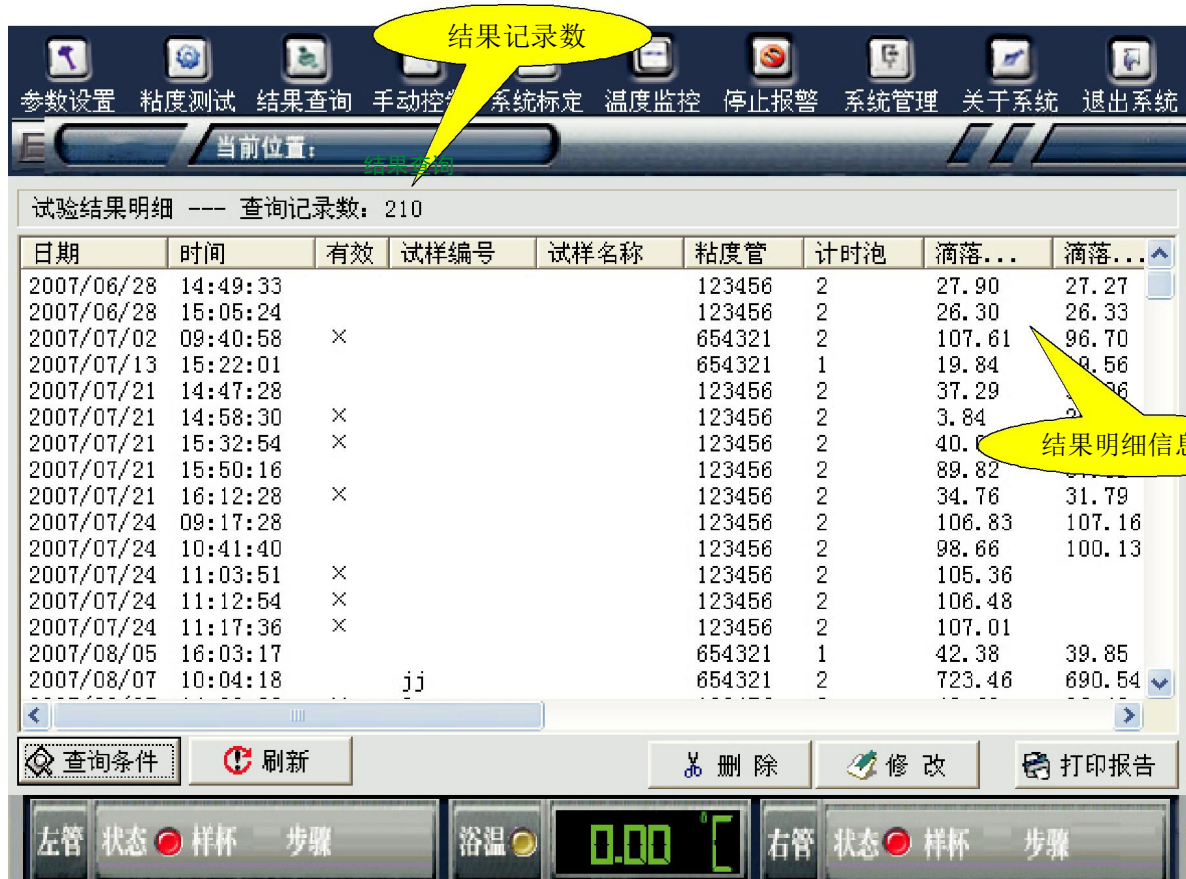 结果记录数
参数设置 粘度测试 结果查询 手动控制 系统标定 温度监控 停止报警 系统管理 关于系统 退出系统
当前位置：
结果查询
试验结果明细 --- 查询记录数：210
日期 时间 有效 试样编号 试样名称 粘度管 计时泡 滴落... 滴落...
2007/06/28 14:49:33 123456 2 27.90 27.27
2007/06/28 15:05:24 123456 2 26.30 26.33
2007/07/02 09:40:58 × 654321 2 107.61 96.70
2007/07/13 15:22:01 654321 1 19.84
2007/07/21 14:47:28 123456 2 37.29
2007/07/21 14:58:30 × 123456 2 3.84
2007/07/21 15:32:54 × 123456 2
结果明细信息
2007/07/21 15:50:16 123456 2 89.82
2007/07/21 16:12:28 × 123456 2 34.76 31.79
2007/07/24 09:17:28 123456 2 106.83 107.16
2007/07/24 10:41:40 123456 2 98.66 100.13
2007/07/24 11:03:51 × 123456 2 105.36
2007/07/24 11:12:54 × 123456 2 106.48
2007/07/24 11:17:36 × 123456 2 107.01
2007/08/05 16:03:17 654321 1 42.38 39.85
2007/08/07 10:04:18 jj 654321 2 723.46 690.54
查询条件 刷新 删除 修改 打印报告
左管 状态 样杯 步骤 浴温 0.00 ℃ 右管 状态 样杯 步骤